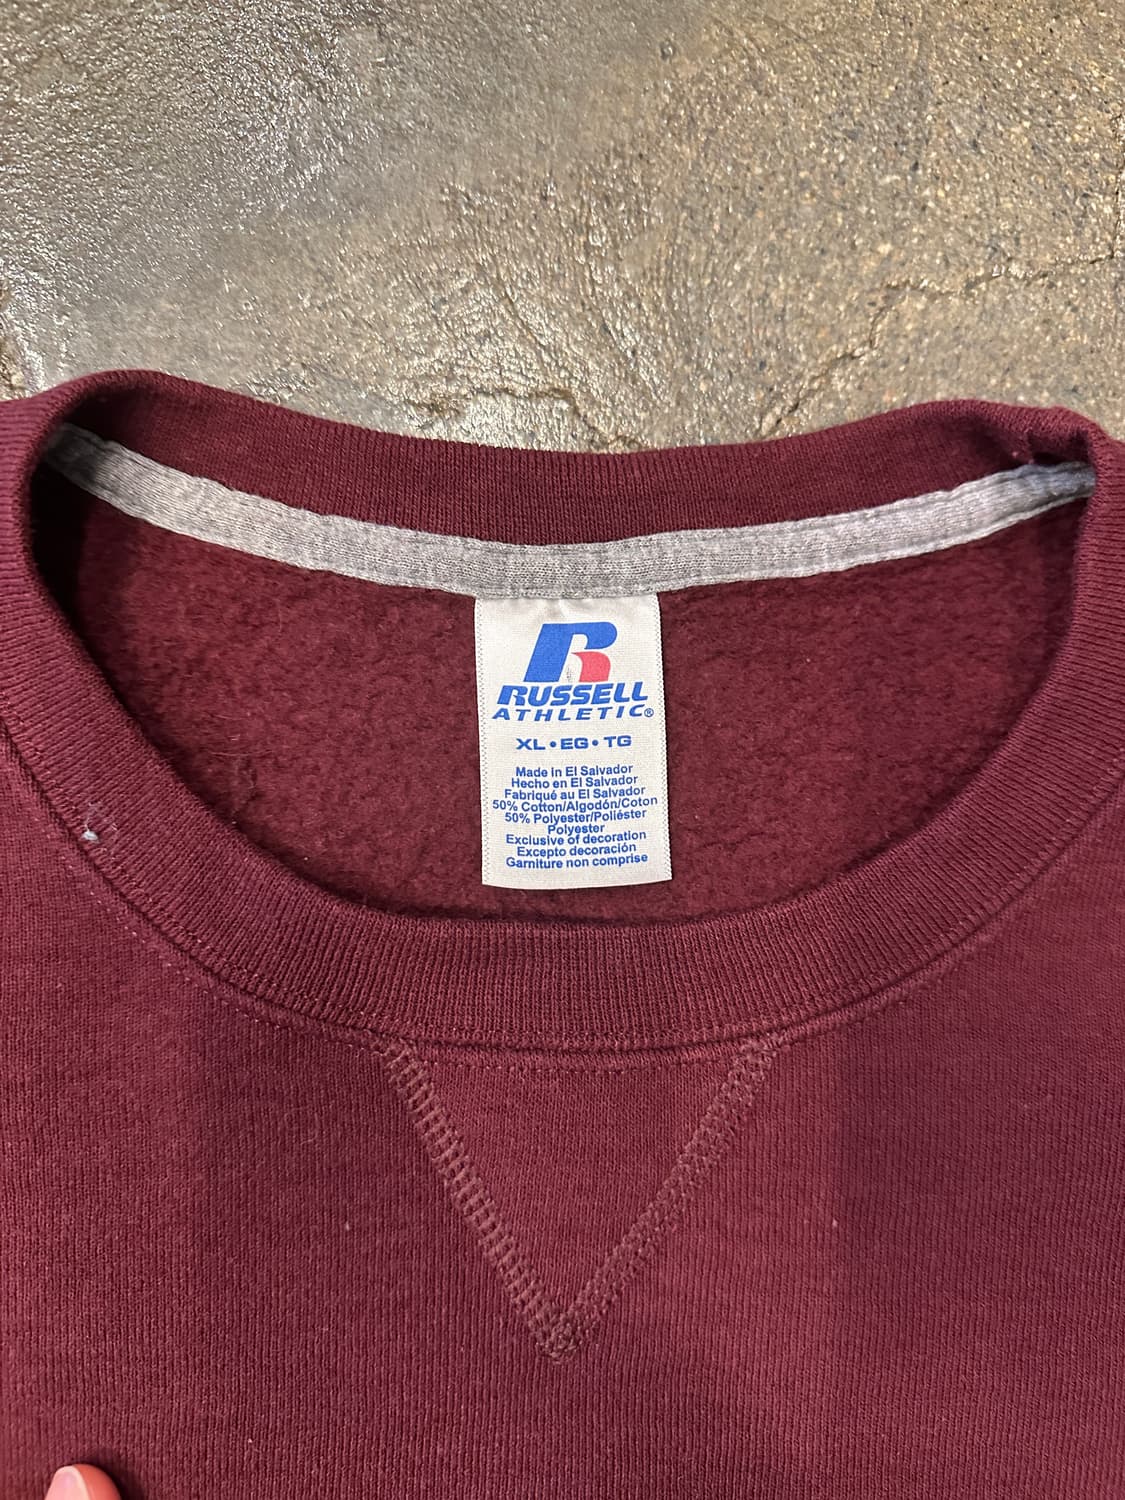 R
RUSSELL
ATHLETIC®
XL • EG • TG
Made In El Salvador
Hecho en El Salvador
Fabriqué au El Salvador
50% Cotton/Algodón/Coton
50% Polyester/Poliéster
Polyester
Exclusive of decoration
Excepto decoración
Garniture non comprise